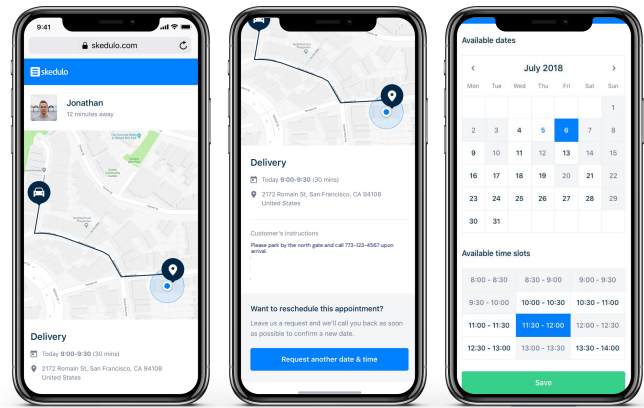 9:41
skedulo.com
skedulo
Jonathan
12 minutes away
Delivery
Today 9:00-9:30 (30 mins)
2172 Romain St, San Francisco, CA 94108
United States
Delivery
Today 9:00-9:30 (30 mins)
2172 Romain St, San Francisco, CA 94108
United States
Customer's instructions
Please park by the north gate and call 773-123-4567 upon
arrival.
Want to reschedule this appointment?
Leave us a request and we'll call you back as soon
as possible to confirm a new date.
Request another date & time
Available dates
< July 2018 >
Mon Tue Wed Thu Fri Sat Sun
1
2 3 4 5 6 7 8
9 10 11 12 13 14 15
16 17 18 19 20 21 22
23 24 25 26 27 28 29
30 31
Available time slots
8:00 - 8:30 8:30 - 9:00 9:00 - 9:30
9:30 - 10:00 10:00 - 10:30 10:30 - 11:00
11:00 - 11:30 11:30 - 12:00 12:00 - 12:30
12:30 - 13:00 13:00 - 13:30 13:30 - 14:00
Save